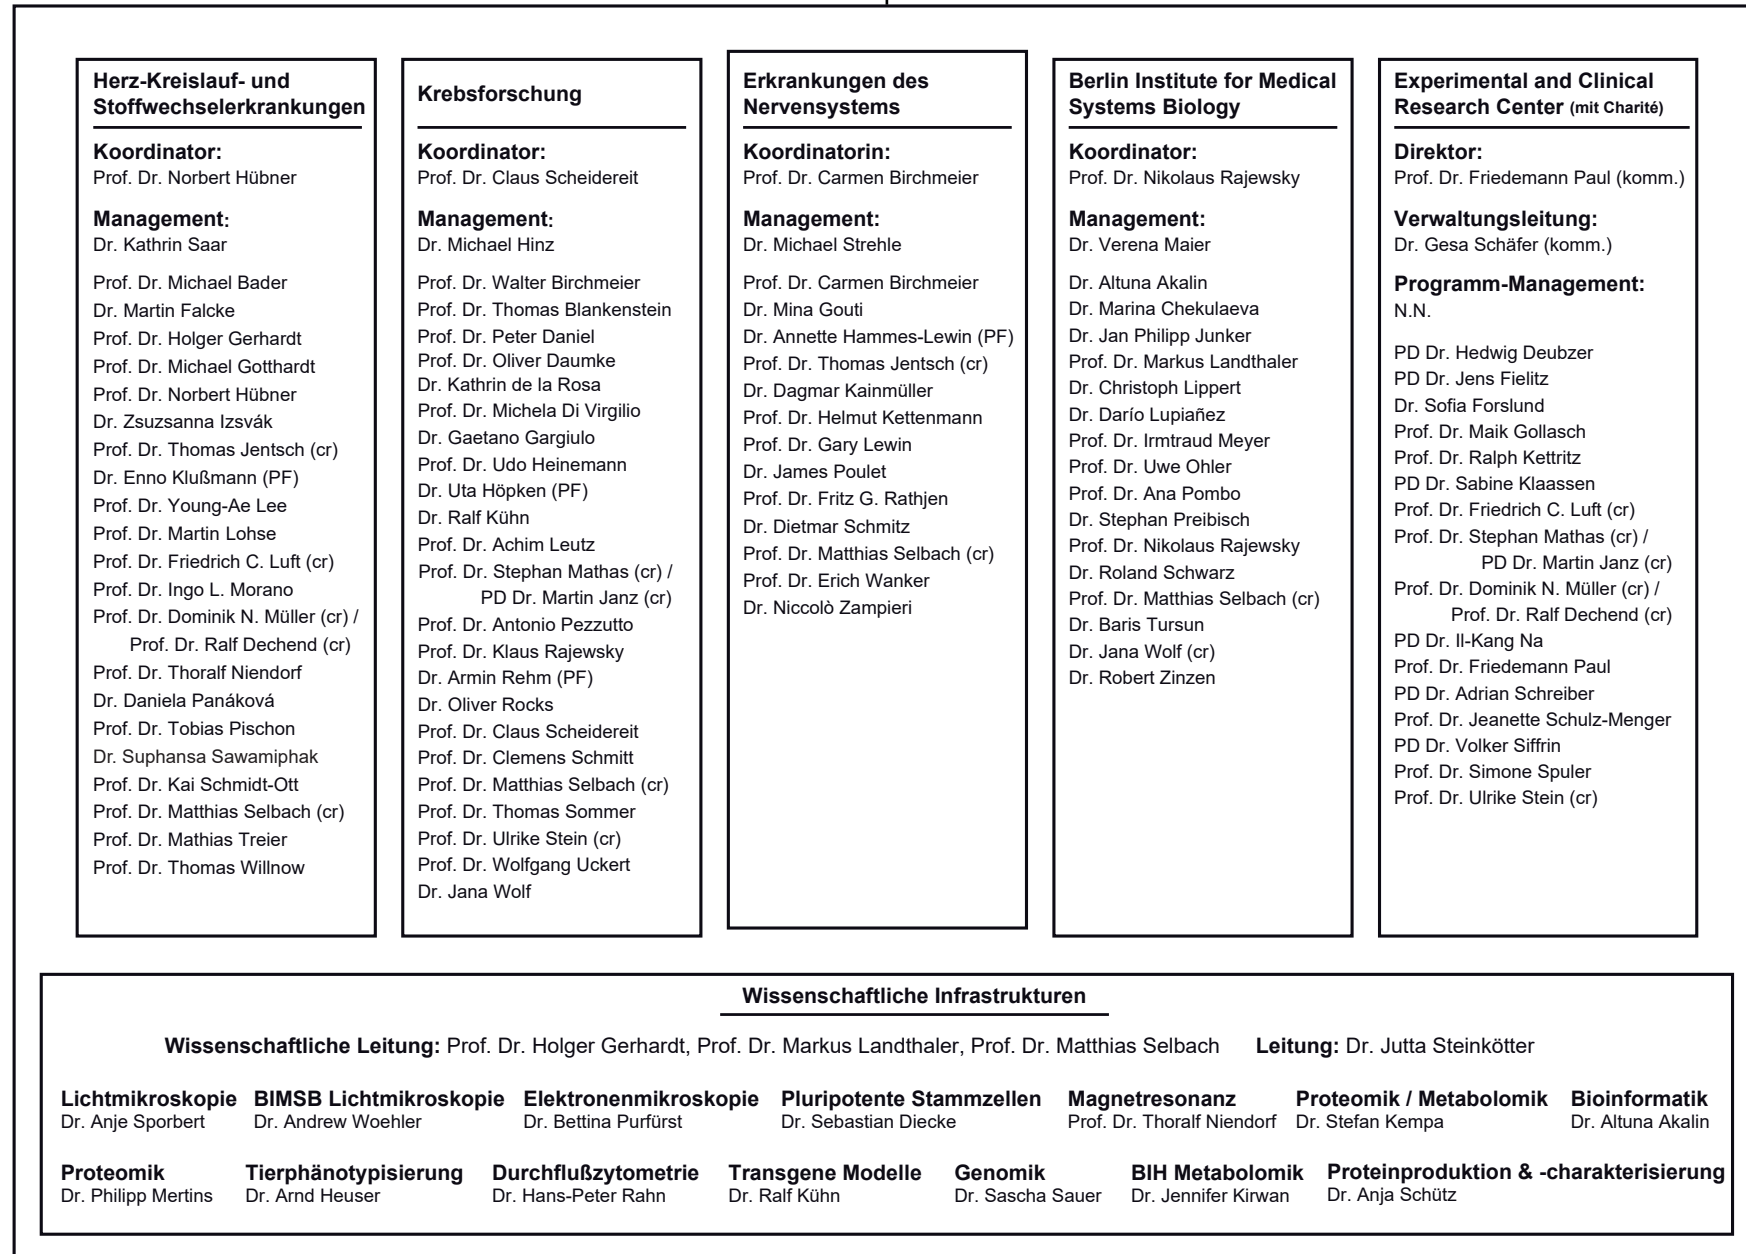 Herz-Kreislauf- und
Stoffwechselerkrankungen
Koordinator:
Prof. Dr. Norbert Hübner
Management:
Dr. Kathrin Saar
Prof. Dr. Michael Bader
Dr. Martin Falcke
Prof. Dr. Holger Gerhardt
Prof. Dr. Michael Gotthardt
Prof. Dr. Norbert Hübner
Dr. Zsuzsanna Izsvák
Prof. Dr. Thomas Jentsch (cr)
Dr. Enno Klußmann (PF)
Prof. Dr. Young-Ae Lee
Prof. Dr. Martin Lohse
Prof. Dr. Friedrich C. Luft (cr)
Prof. Dr. Ingo L. Morano
Prof. Dr. Dominik N. Müller (cr) /
Prof. Dr. Ralf Dechend (cr)
Prof. Dr. Thoralf Niendorf
Dr. Daniela Panáková
Prof. Dr. Tobias Pischon
Dr. Suphansa Sawamiphak
Prof. Dr. Kai Schmidt-Ott
Prof. Dr. Matthias Selbach (cr)
Prof. Dr. Mathias Treier
Prof. Dr. Thomas Willnow
Krebsforschung
Koordinator:
Prof. Dr. Claus Scheidereit
Management:
Dr. Michael Hinz
Prof. Dr. Walter Birchmeier
Prof. Dr. Thomas Blankenstein
Prof. Dr. Peter Daniel
Prof. Dr. Oliver Daumke
Dr. Kathrin de la Rosa
Prof. Dr. Michela Di Virgilio
Dr. Gaetano Gargiulo
Prof. Dr. Udo Heinemann
Dr. Uta Höpken (PF)
Dr. Ralf Kühn
Prof. Dr. Achim Leutz
Prof. Dr. Stephan Mathas (cr) /
PD Dr. Martin Janz (cr)
Prof. Dr. Antonio Pezzutto
Prof. Dr. Klaus Rajewsky
Dr. Armin Rehm (PF)
Dr. Oliver Rocks
Prof. Dr. Claus Scheidereit
Prof. Dr. Clemens Schmitt
Prof. Dr. Matthias Selbach (cr)
Prof. Dr. Thomas Sommer
Prof. Dr. Ulrike Stein (cr)
Prof. Dr. Wolfgang Uckert
Dr. Jana Wolf
Erkrankungen des
Nervensystems
Koordinatorin:
Prof. Dr. Carmen Birchmeier
Management:
Dr. Michael Strehle
Prof. Dr. Carmen Birchmeier
Dr. Mina Gouti
Dr. Annette Hammes-Lewin (PF)
Prof. Dr. Thomas Jentsch (cr)
Dr. Dagmar Kainmüller
Prof. Dr. Helmut Kettenmann
Prof. Dr. Gary Lewin
Dr. James Poulet
Prof. Dr. Fritz G. Rathjen
Dr. Dietmar Schmitz
Prof. Dr. Matthias Selbach (cr)
Prof. Dr. Erich Wanker
Dr. Niccolò Zampieri
Berlin Institute for Medical
Systems Biology
Koordinator:
Prof. Dr. Nikolaus Rajewsky
Management:
Dr. Verena Maier
Dr. Altuna Akalin
Dr. Marina Chekulaeva
Dr. Jan Philipp Junker
Prof. Dr. Markus Landthaler
Dr. Christoph Lippert
Dr. Darío Lupiañez
Prof. Dr. Irmtraud Meyer
Prof. Dr. Uwe Ohler
Prof. Dr. Ana Pombo
Dr. Stephan Preibisch
Prof. Dr. Nikolaus Rajewsky
Dr. Roland Schwarz
Prof. Dr. Matthias Selbach (cr)
Dr. Baris Tursun
Dr. Jana Wolf (cr)
Dr. Robert Zinzen
Experimental and Clinical
Research Center (mit Charité)
Direktor:
Prof. Dr. Friedemann Paul (komm.)
Verwaltungsleitung:
Dr. Gesa Schäfer (komm.)
Programm-Management:
N.N.
PD Dr. Hedwig Deubzer
PD Dr. Jens Fielitz
Dr. Sofia Forslund
Prof. Dr. Maik Gollasch
Prof. Dr. Ralph Kettritz
PD Dr. Sabine Klaassen
Prof. Dr. Friedrich C. Luft (cr)
Prof. Dr. Stephan Mathas (cr) /
PD Dr. Martin Janz (cr)
Prof. Dr. Dominik N. Müller (cr) /
Prof. Dr. Ralf Dechend (cr)
PD Dr. Il-Kang Na
Prof. Dr. Friedemann Paul
PD Dr. Adrian Schreiber
Prof. Dr. Jeanette Schulz-Menger
PD Dr. Volker Siffrin
Prof. Dr. Simone Spuler
Prof. Dr. Ulrike Stein (cr)
Wissenschaftliche Infrastrukturen
Wissenschaftliche Leitung: Prof. Dr. Holger Gerhardt, Prof. Dr. Markus Landthaler, Prof. Dr. Matthias Selbach Leitung: Dr. Jutta Steinkötter
Lichtmikroskopie BIMSB Lichtmikroskopie Elektronenmikroskopie Pluripotente Stammzellen Magnetresonanz Proteomik / Metabolomik Bioinformatik
Dr. Anje Sporbert Dr. Andrew Woehler Dr. Bettina Purfürst Dr. Sebastian Diecke Prof. Dr. Thoralf Niendorf Dr. Stefan Kempa Dr. Altuna Akalin
Proteomik Tierphänotypisierung Durchflußzytometrie Transgene Modelle Genomik BIH Metabolomik Proteinproduktion & -charakterisierung
Dr. Philipp Mertins Dr. Arnd Heuser Dr. Hans-Peter Rahn Dr. Ralf Kühn Dr. Sascha Sauer Dr. Jennifer Kirwan Dr. Anja Schütz